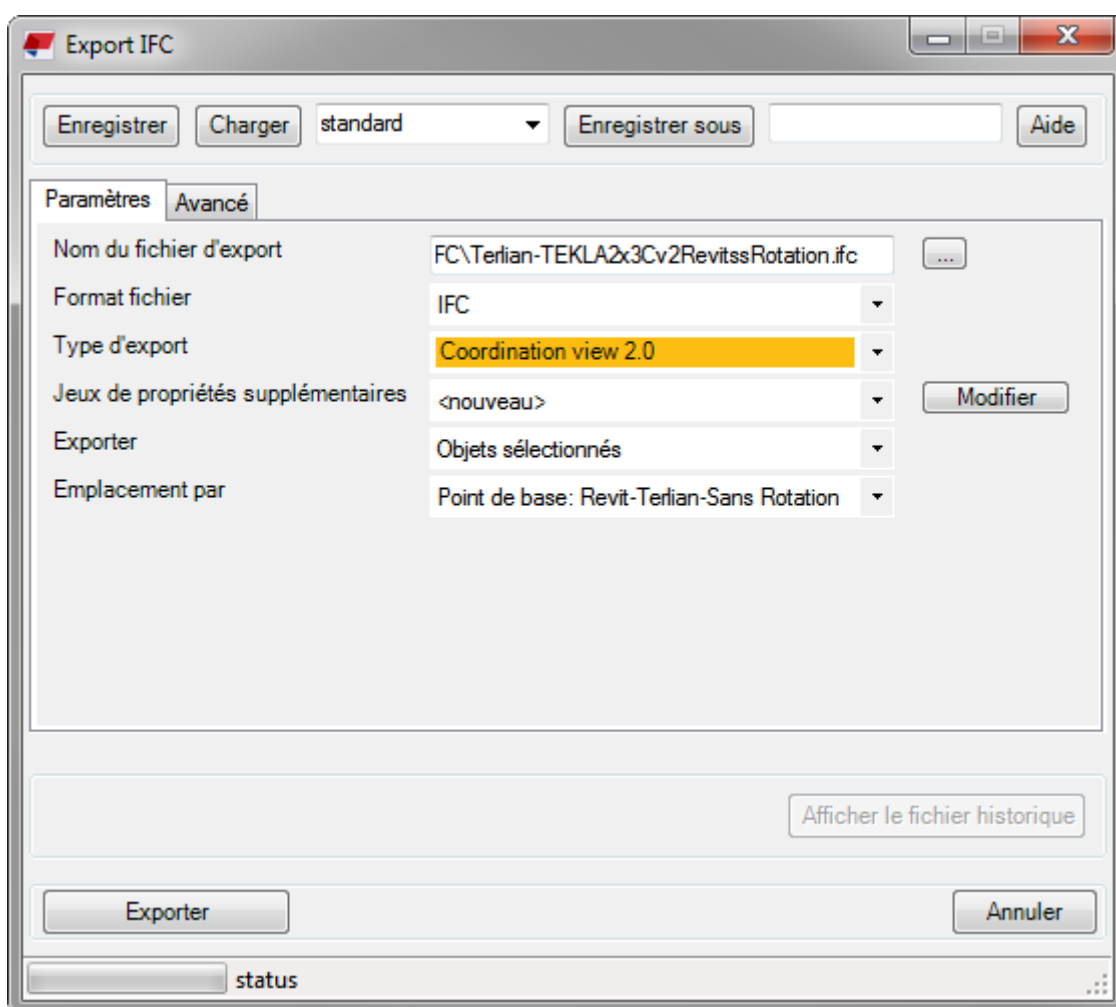 Export IFC
Enregistrer Charger standard Enregistrer sous Aide
Paramètres Avancé
Nom du fichier d'export FC\Terlian-TEKLA2x3Cv2RevitssRotation.ifc ...
Format fichier IFC
Type d'export Coordination view 2.0
Jeux de propriétés supplémentaires <nouveau> Modifier
Exporter Objets sélectionnés
Emplacement par Point de base: Revit-Terlian-Sans Rotation
Afficher le fichier historique
Exporter Annuler
status